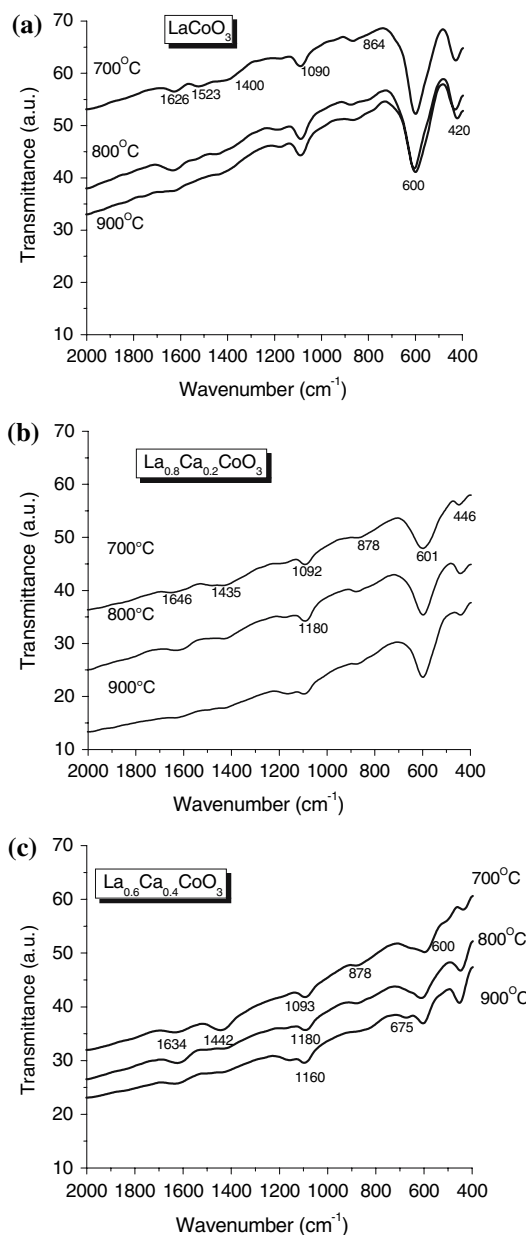 (a)
LaCoO₃
70
60
50
40
30
20
10
Transmittance (a.u.)
700°C
800°C
900°C
1626
1523
1400
1090
864
600
420
2000 1800 1600 1400 1200 1000 800 600 400
Wavenumber (cm⁻¹)
(b)
La₀.₈Ca₀.₂CoO₃
70
60
50
40
30
20
10
Transmittance (a.u.)
700°C
800°C
900°C
1646
1435
1092
1180
878
601
446
2000 1800 1600 1400 1200 1000 800 600 400
Wavenumber (cm⁻¹)
(c)
La₀.₆Ca₀.₄CoO₃
70
60
50
40
30
20
10
Transmittance (a.u.)
700°C
800°C
900°C
1634
1442
1093
1180
1160
878
600
675
2000 1800 1600 1400 1200 1000 800 600 400
Wavenumber (cm⁻¹)